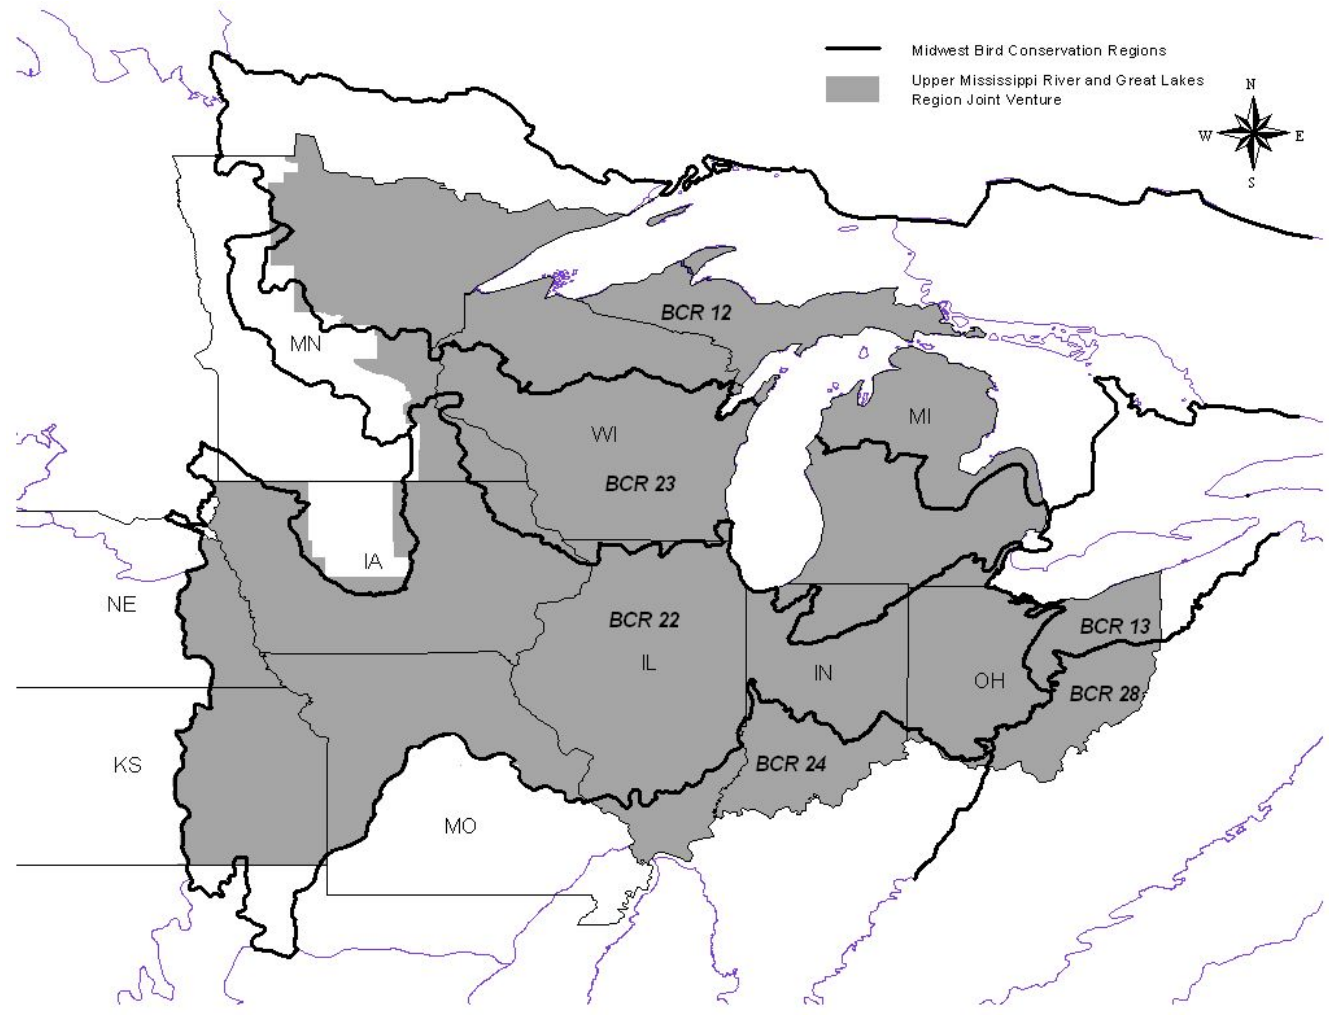 Midwest Bird Conservation Regions
Upper Mississippi River and Great Lakes
Region Joint Venture
N
W
E
S
BCR 12
MN
MI
WI
BCR 23
IA
NE
BCR 22
BCR 13
IL
IN
OH
BCR 28
KS
BCR 24
MO